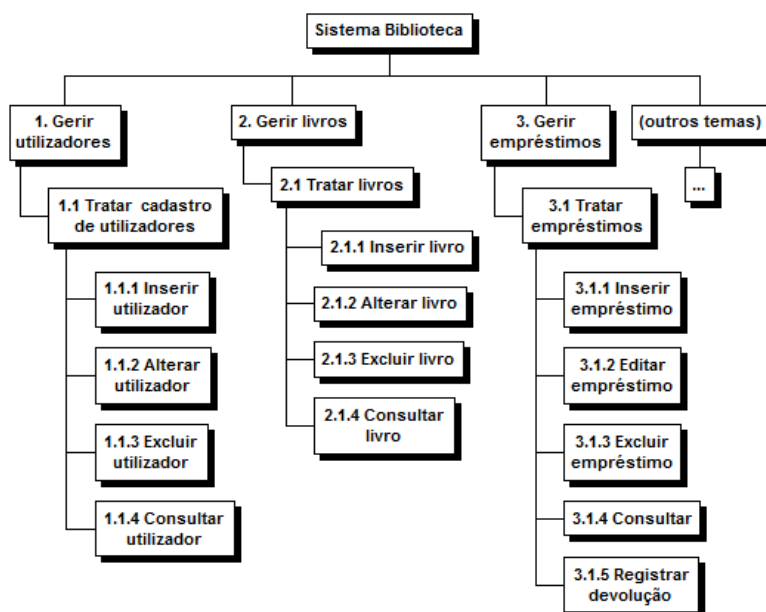 Sistema Biblioteca
1. Gerir
utilizadores
2. Gerir livros
3. Gerir
empréstimos
(outros temas)
...
1.1 Tratar cadastro
de utilizadores
2.1 Tratar livros
3.1 Tratar
empréstimos
1.1.1 Inserir
utilizador
1.1.2 Alterar
utilizador
1.1.3 Excluir
utilizador
1.1.4 Consultar
utilizador
2.1.1 Inserir livro
2.1.2 Alterar livro
2.1.3 Excluir livro
2.1.4 Consultar
livro
3.1.1 Inserir
empréstimo
3.1.2 Editar
empréstimo
3.1.3 Excluir
empréstimo
3.1.4 Consultar
3.1.5 Registrar
devolução